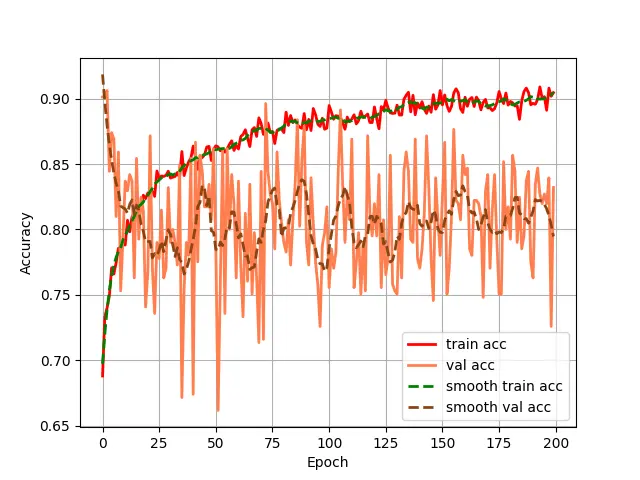 0.90
0.85
0.80
0.75
0.70
0.65
Accuracy
0 25 50 75 100 125 150 175 200
Epoch
train acc
val acc
smooth train acc
smooth val acc